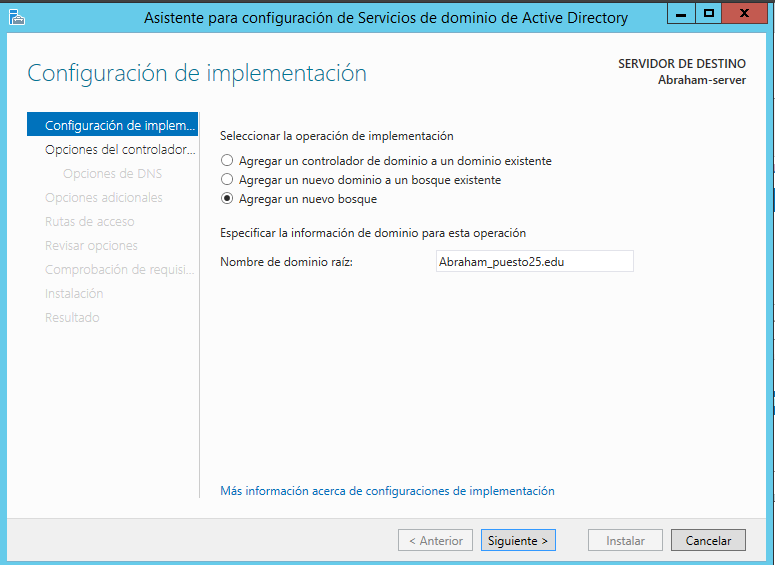 Asistente para configuración de Servicios de dominio de Active Directory
Configuración de implementación
SERVIDOR DE DESTINO
Abraham-server
Configuración de implem...
Opciones del controlador...
Opciones de DNS
Opciones adicionales
Rutas de acceso
Revisar opciones
Comprobación de requisi...
Instalación
Resultado
Seleccionar la operación de implementación
Agregar un controlador de dominio a un dominio existente
Agregar un nuevo dominio a un bosque existente
Agregar un nuevo bosque
Especificar la información de dominio para esta operación
Nombre de dominio raíz: Abraham_puesto25.edu
Más información acerca de configuraciones de implementación
< Anterior Siguiente > Instalar Cancelar